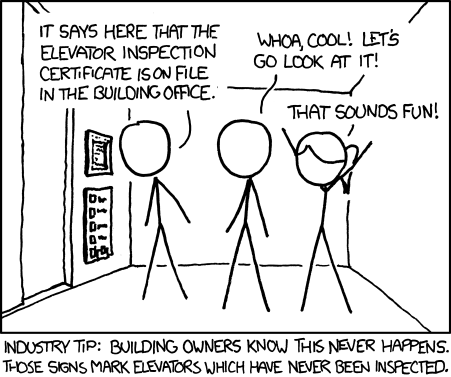 IT SAYS HERE THAT THE
ELEVATOR INSPECTION
CERTIFICATE IS ON FILE
IN THE BUILDING OFFICE.
WHOA, COOL! LET'S
GO LOOK AT IT!
THAT SOUNDS FUN!
INDUSTRY TIP: BUILDING OWNERS KNOW THIS NEVER HAPPENS.
THOSE SIGNS MARK ELEVATORS WHICH HAVE NEVER BEEN INSPECTED.